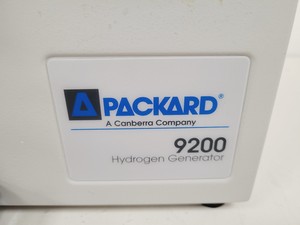 PACKARD®
A Canberra Company
9200
Hydrogen Generator